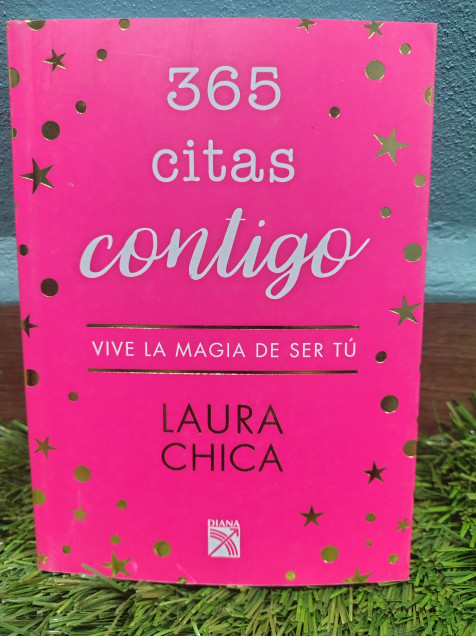 365
citas
contigo
VIVE LA MAGIA DE SER TÚ
LAURA
CHICA
DIANA